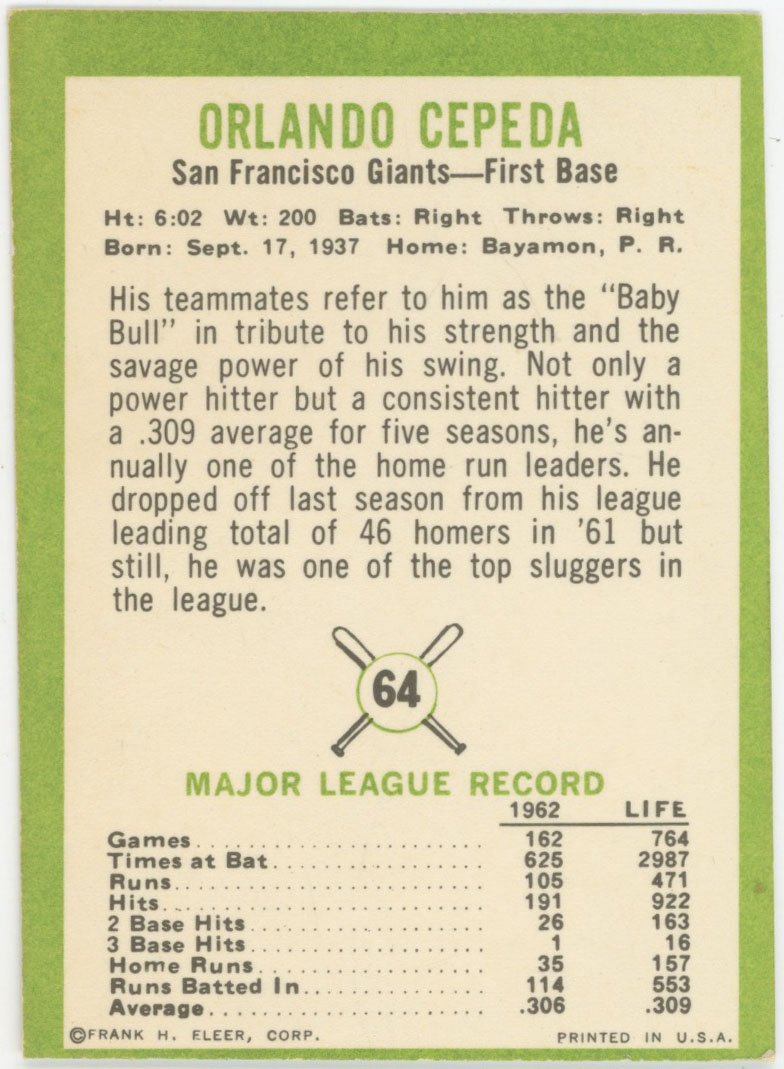 ORLANDO CEPEDA
San Francisco Giants—First Base
Ht: 6:02 Wt: 200 Bats: Right Throws: Right
Born: Sept. 17, 1937 Home: Bayamon, P. R.
His teammates refer to him as the "Baby
Bull" in tribute to his strength and the
savage power of his swing. Not only a
power hitter but a consistent hitter with
a .309 average for five seasons, he's an-
nually one of the home run leaders. He
dropped off last season from his league
leading total of 46 homers in '61 but
still, he was one of the top sluggers in
the league.
64
MAJOR LEAGUE RECORD
1962 LIFE
Games 162 764
Times at Bat 625 2987
Runs 105 471
Hits 191 922
2 Base Hits 26 163
3 Base Hits 1 16
Home Runs 35 157
Runs Batted In 114 553
Average .306 .309
©FRANK H. FLEER, CORP. PRINTED IN U.S.A.